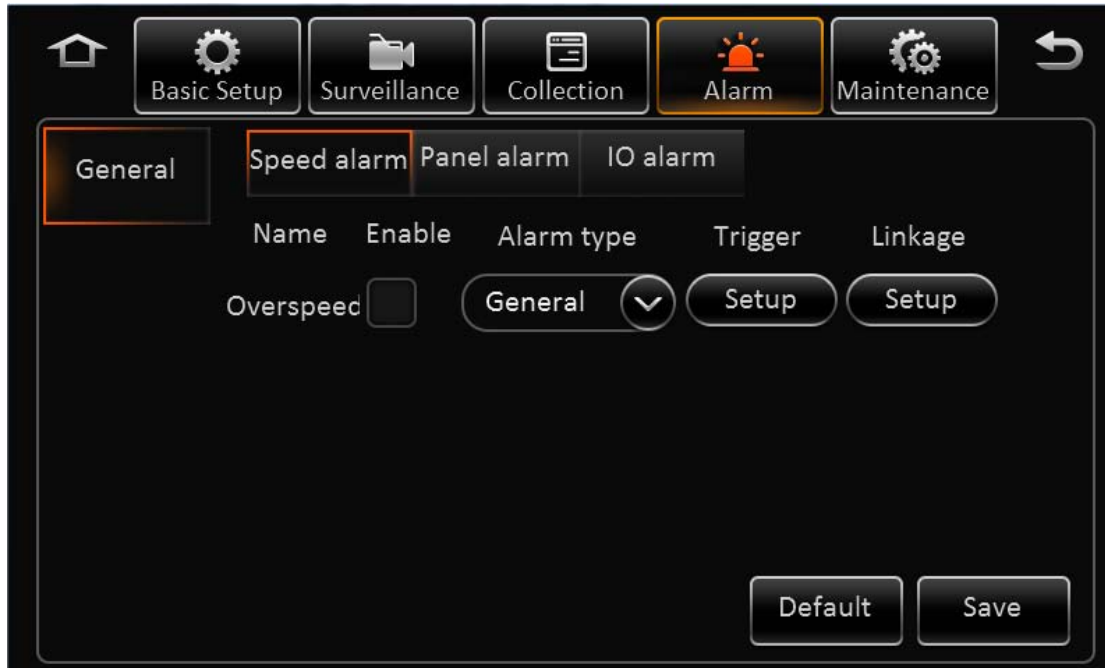 Basic Setup Surveillance Collection Alarm Maintenance
General Speed alarm Panel alarm IO alarm
Name Enable Alarm type Trigger Linkage
Overspeed General Setup Setup
Default Save